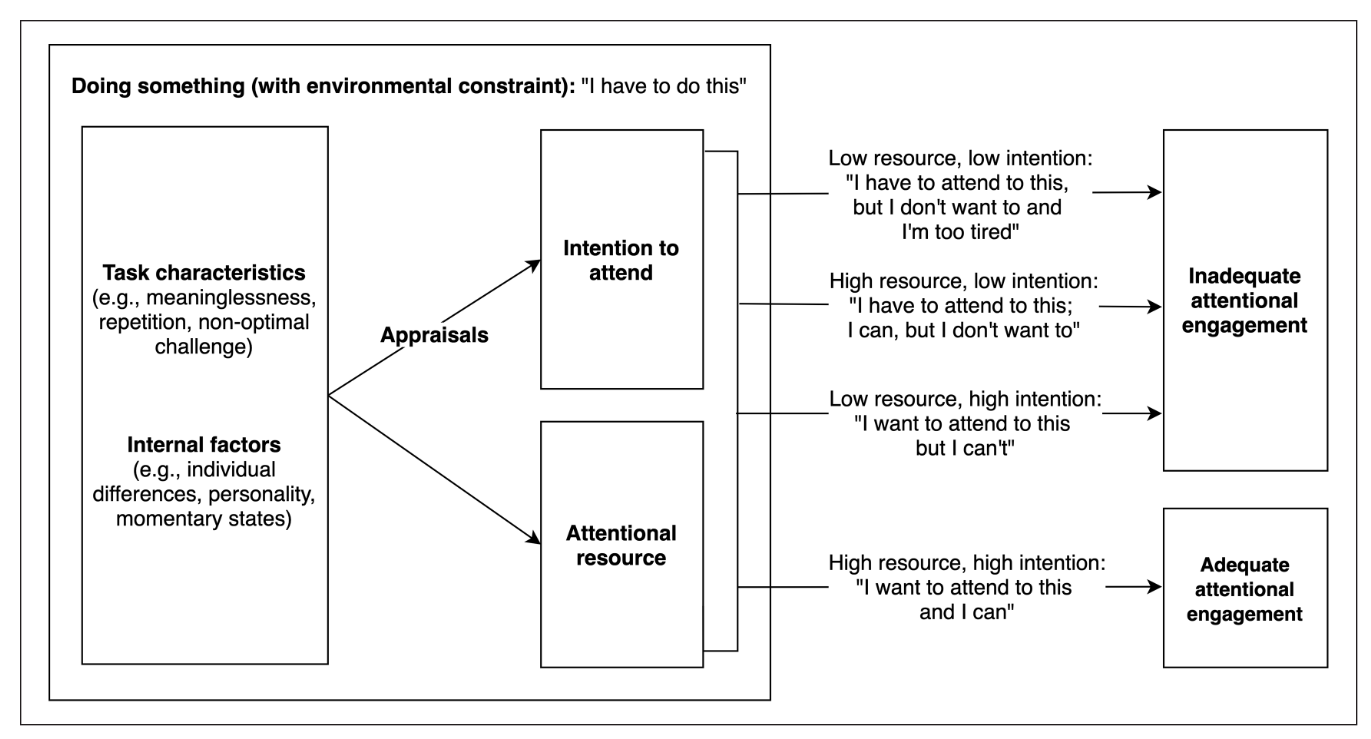 Doing something (with environmental constraint): "I have to do this"
Task characteristics
(e.g., meaninglessness,
repetition, non-optimal
challenge)
Internal factors
(e.g., individual
differences, personality,
momentary states)
Appraisals
Intention to
attend
Attentional
resource
Low resource, low intention:
"I have to attend to this,
but I don't want to and
I'm too tired"
High resource, low intention:
"I have to attend to this;
I can, but I don't want to"
Low resource, high intention:
"I want to attend to this
but I can't"
High resource, high intention:
"I want to attend to this
and I can"
Inadequate
attentional
engagement
Adequate
attentional
engagement